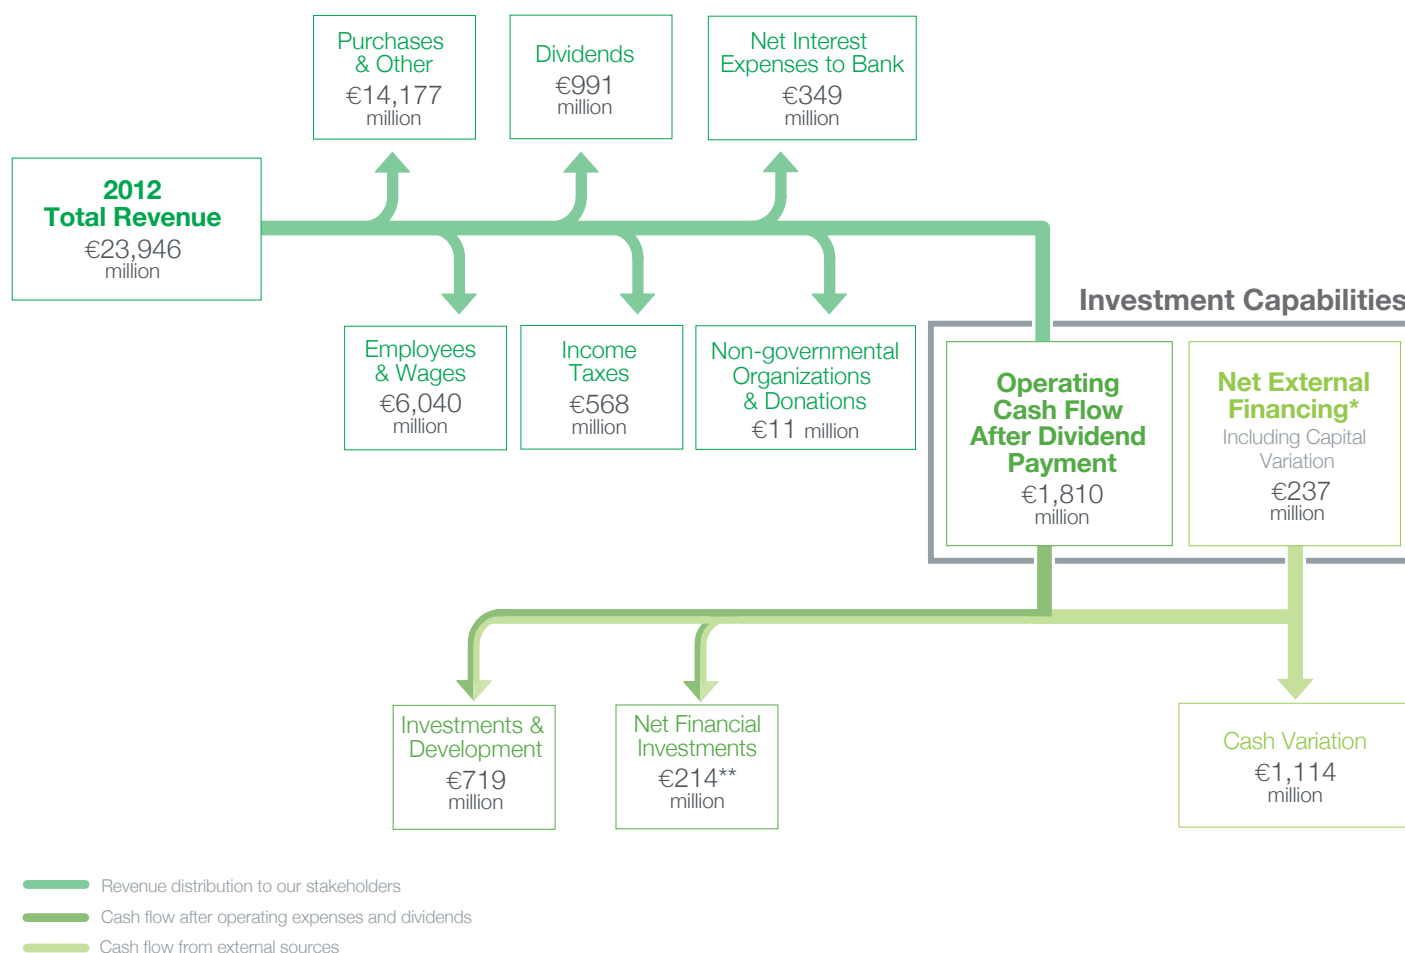 Purchases
& Other
€14,177
million
Dividends
€991
million
Net Interest
Expenses to Bank
€349
million
2012
Total Revenue
€23,946
million
Employees
& Wages
€6,040
million
Income
Taxes
€568
million
Non-governmental
Organizations
& Donations
€11 million
Investment Capabilities
Operating
Cash Flow
After Dividend
Payment
€1,810
million
Net External
Financing*
Including Capital
Variation
€237
million
Investments &
Development
€719
million
Net Financial
Investments
€214**
million
Cash Variation
€1,114
million
Revenue distribution to our stakeholders
Cash flow after operating expenses and dividends
Cash flow from external sources